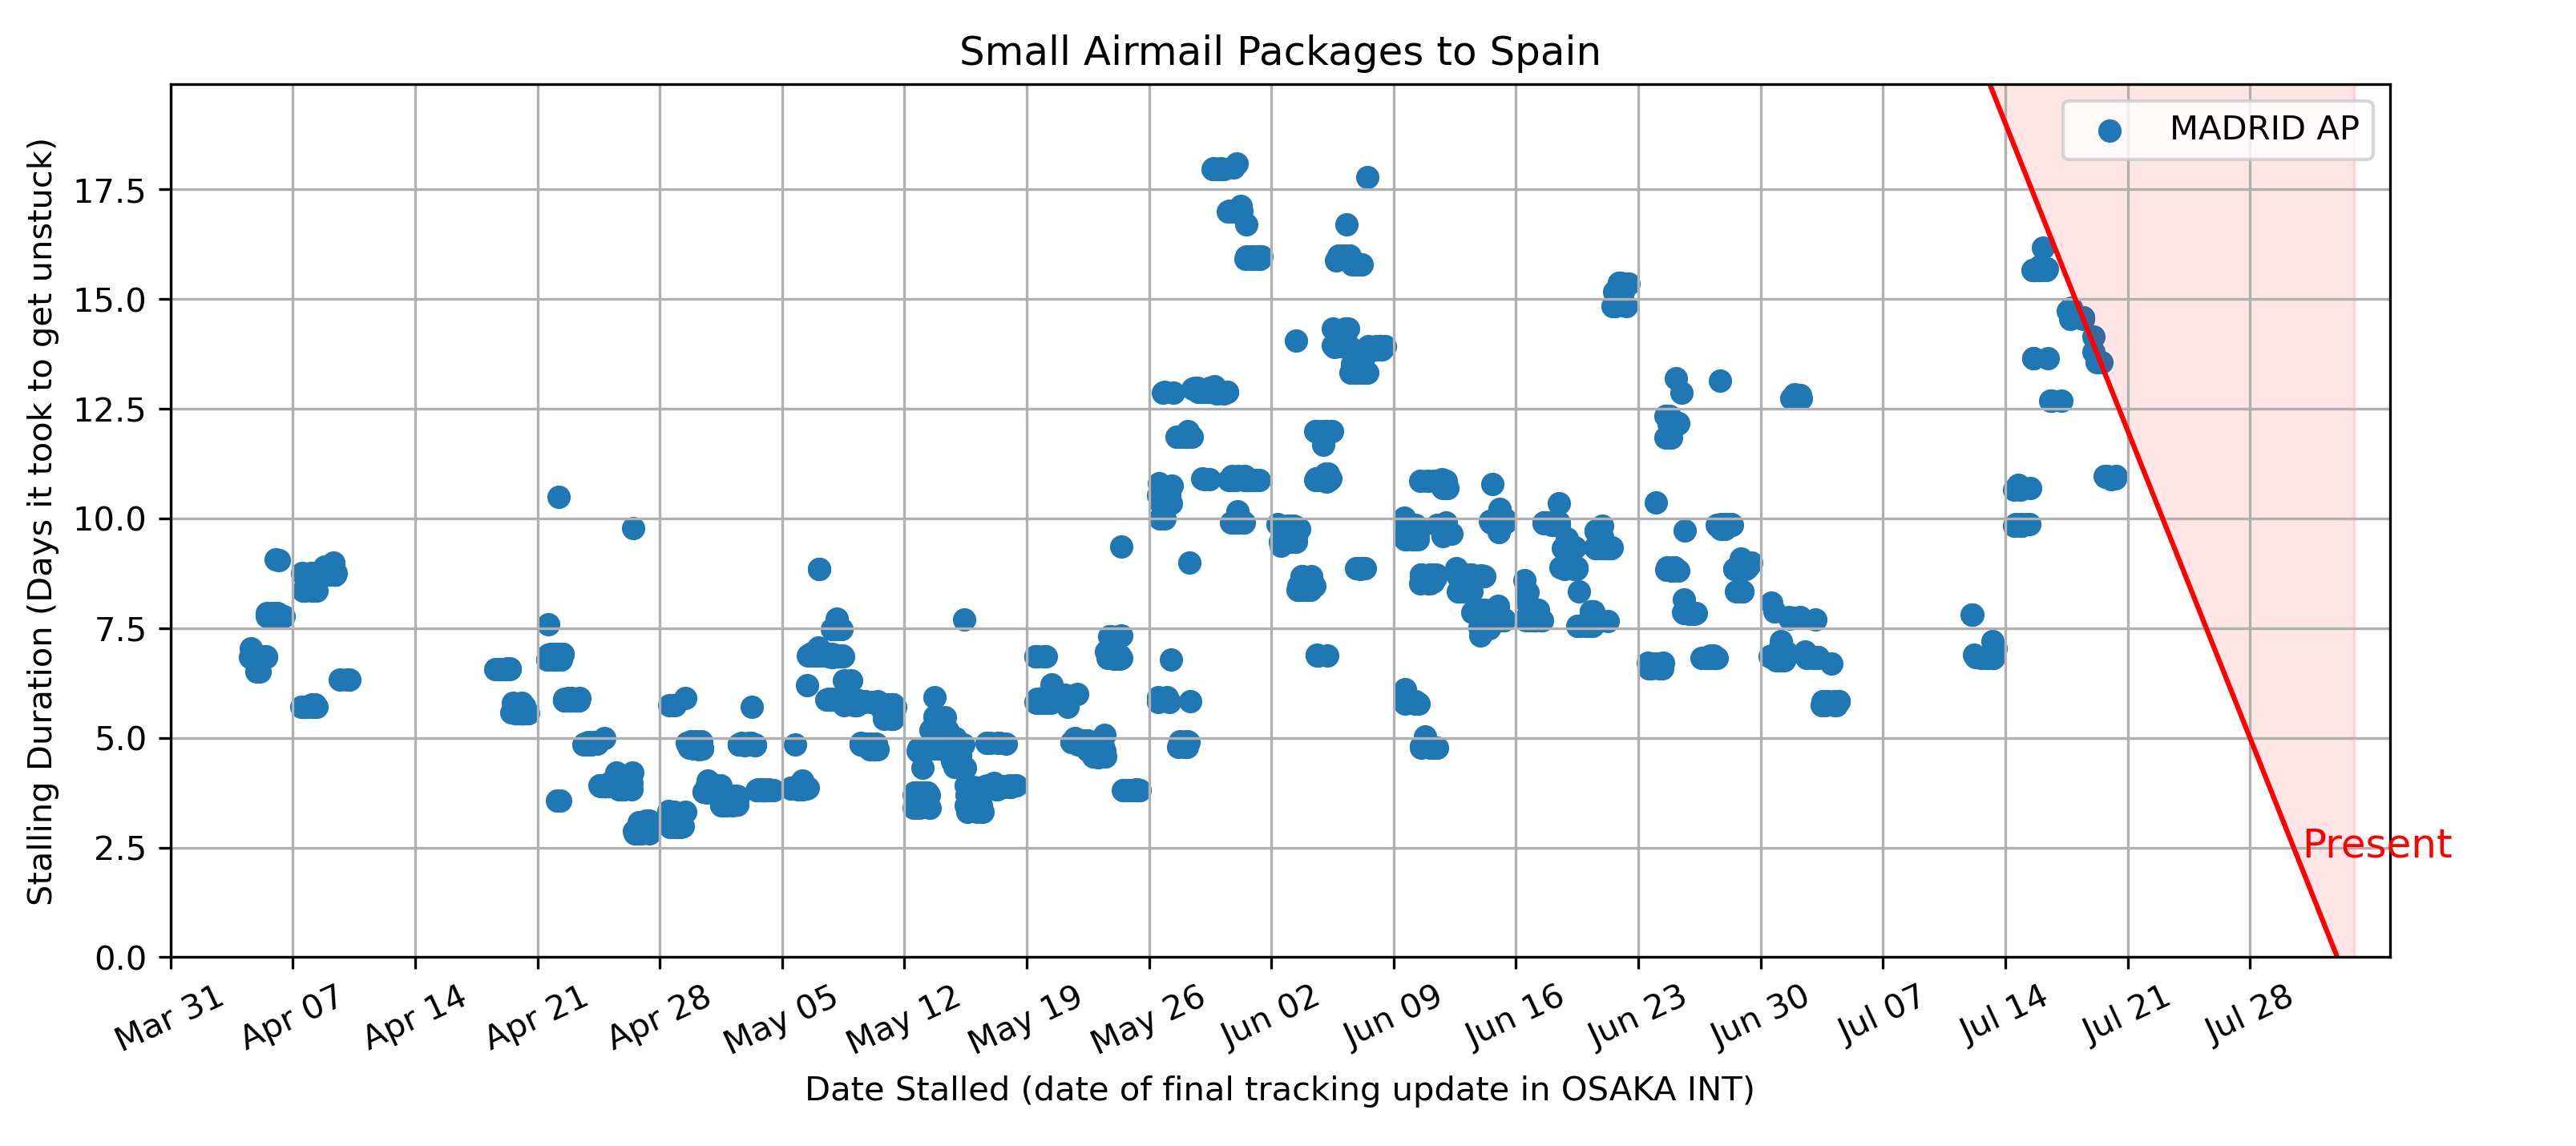 Small Airmail Packages to Spain
MADRID AP
Stalling Duration (Days it took to get unstuck)
17.5
15.0
12.5
10.0
7.5
5.0
2.5
0.0
Present
Mar 31
Apr 07
Apr 14
Apr 21
Apr 28
May 05
May 12
May 19
May 26
Jun 02
Jun 09
Jun 16
Jun 23
Jun 30
Jul 07
Jul 14
Jul 21
Jul 28
Date Stalled (date of final tracking update in OSAKA INT)